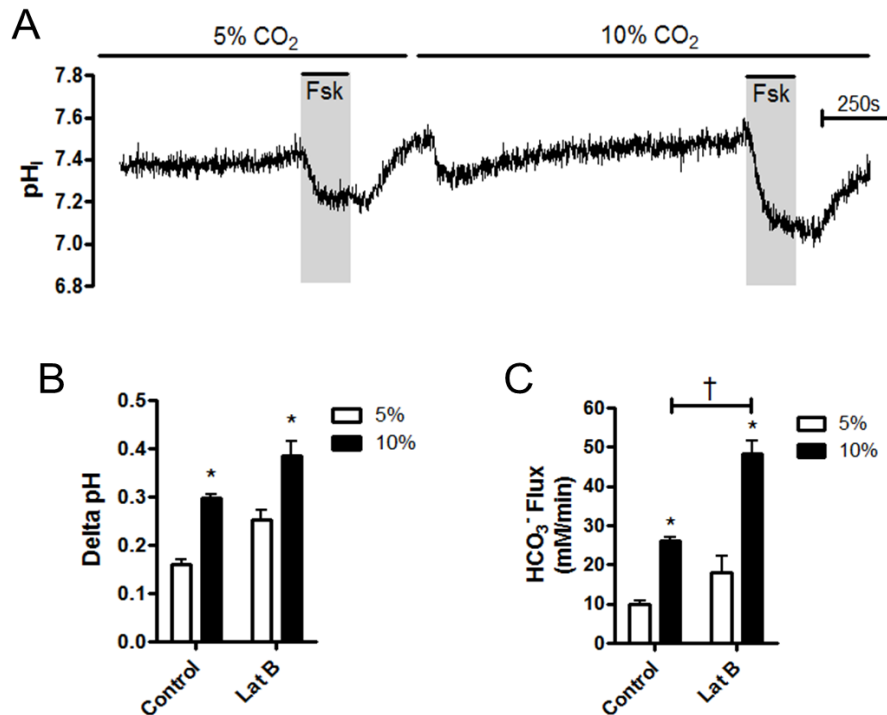 A
5% CO₂
10% CO₂
7.8
7.6
7.4
7.2
7.0
6.8
pHᵢ
Fsk
Fsk
250s
B
0.5
0.4
0.3
0.2
0.1
0.0
Delta pH
*
*
5%
10%
Control
Lat B
C
†
60
50
40
30
20
10
0
HCO₃⁻ Flux
(mM/min)
*
*
5%
10%
Control
Lat B